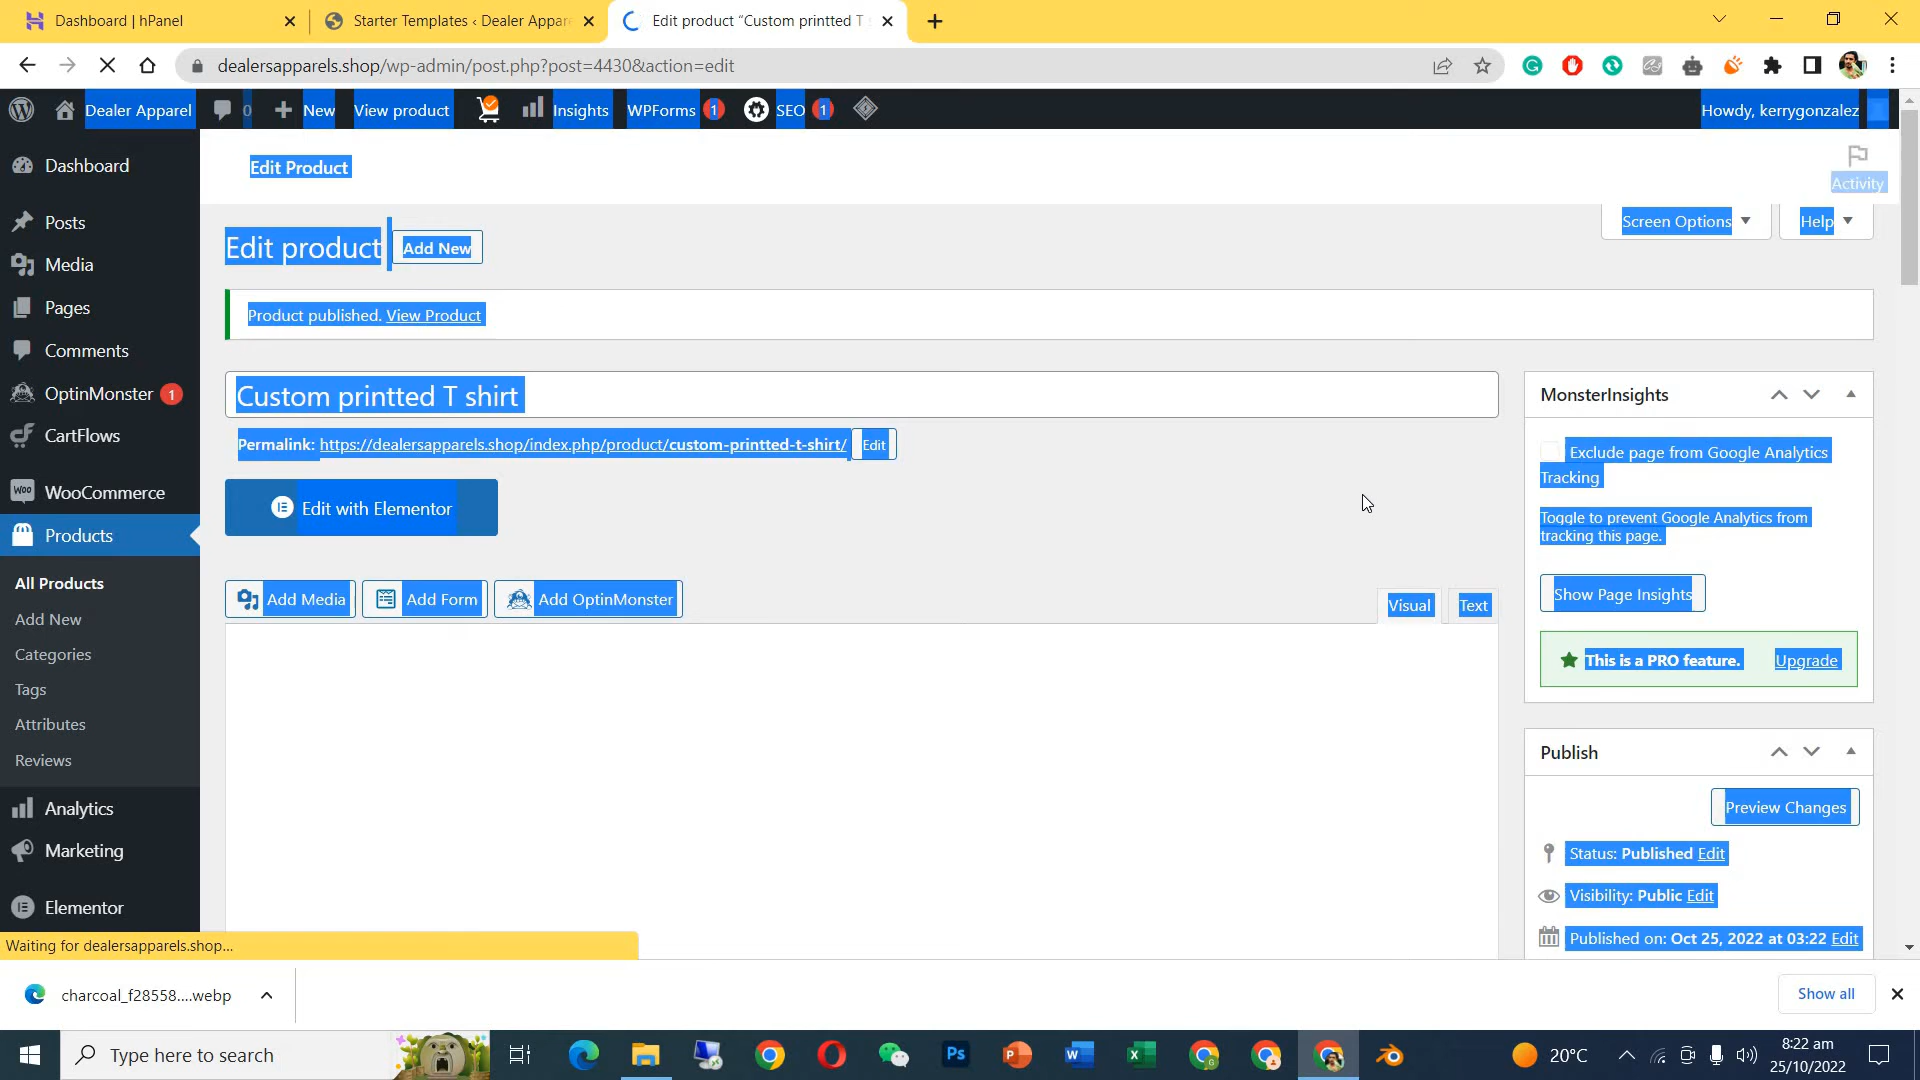 Dashboard | hPanel
Starter Templates ‹ Dealer Appare
Edit product “Custom printted T s
dealersapparels.shop/wp-admin/post.php?post=4430&action=edit
Dealer Apparel
0
New
View product
Insights
WPForms 1
SEO 1
Howdy, kerrygonzalez
Dashboard
Posts
Media
Pages
Comments
OptinMonster 1
CartFlows
WooCommerce
Products
All Products
Add New
Categories
Tags
Attributes
Reviews
Analytics
Marketing
Elementor
Edit Product
Activity
Screen Options
Help
Edit product
Add New
Product published. View Product
Custom printted T shirt
Permalink: https://dealersapparels.shop/index.php/product/custom-printted-t-shirt/ Edit
Edit with Elementor
Add Media
Add Form
Add OptinMonster
Visual
Text
MonsterInsights
Exclude page from Google Analytics
Tracking
Toggle to prevent Google Analytics from
tracking this page.
Show Page Insights
This is a PRO feature. Upgrade
Publish
Preview Changes
Status: Published Edit
Visibility: Public Edit
Published on: Oct 25, 2022 at 03:22 Edit
Waiting for dealersapparels.shop...
charcoal_f28558....webp
Show all
Type here to search
20°C
8:22 am
25/10/2022